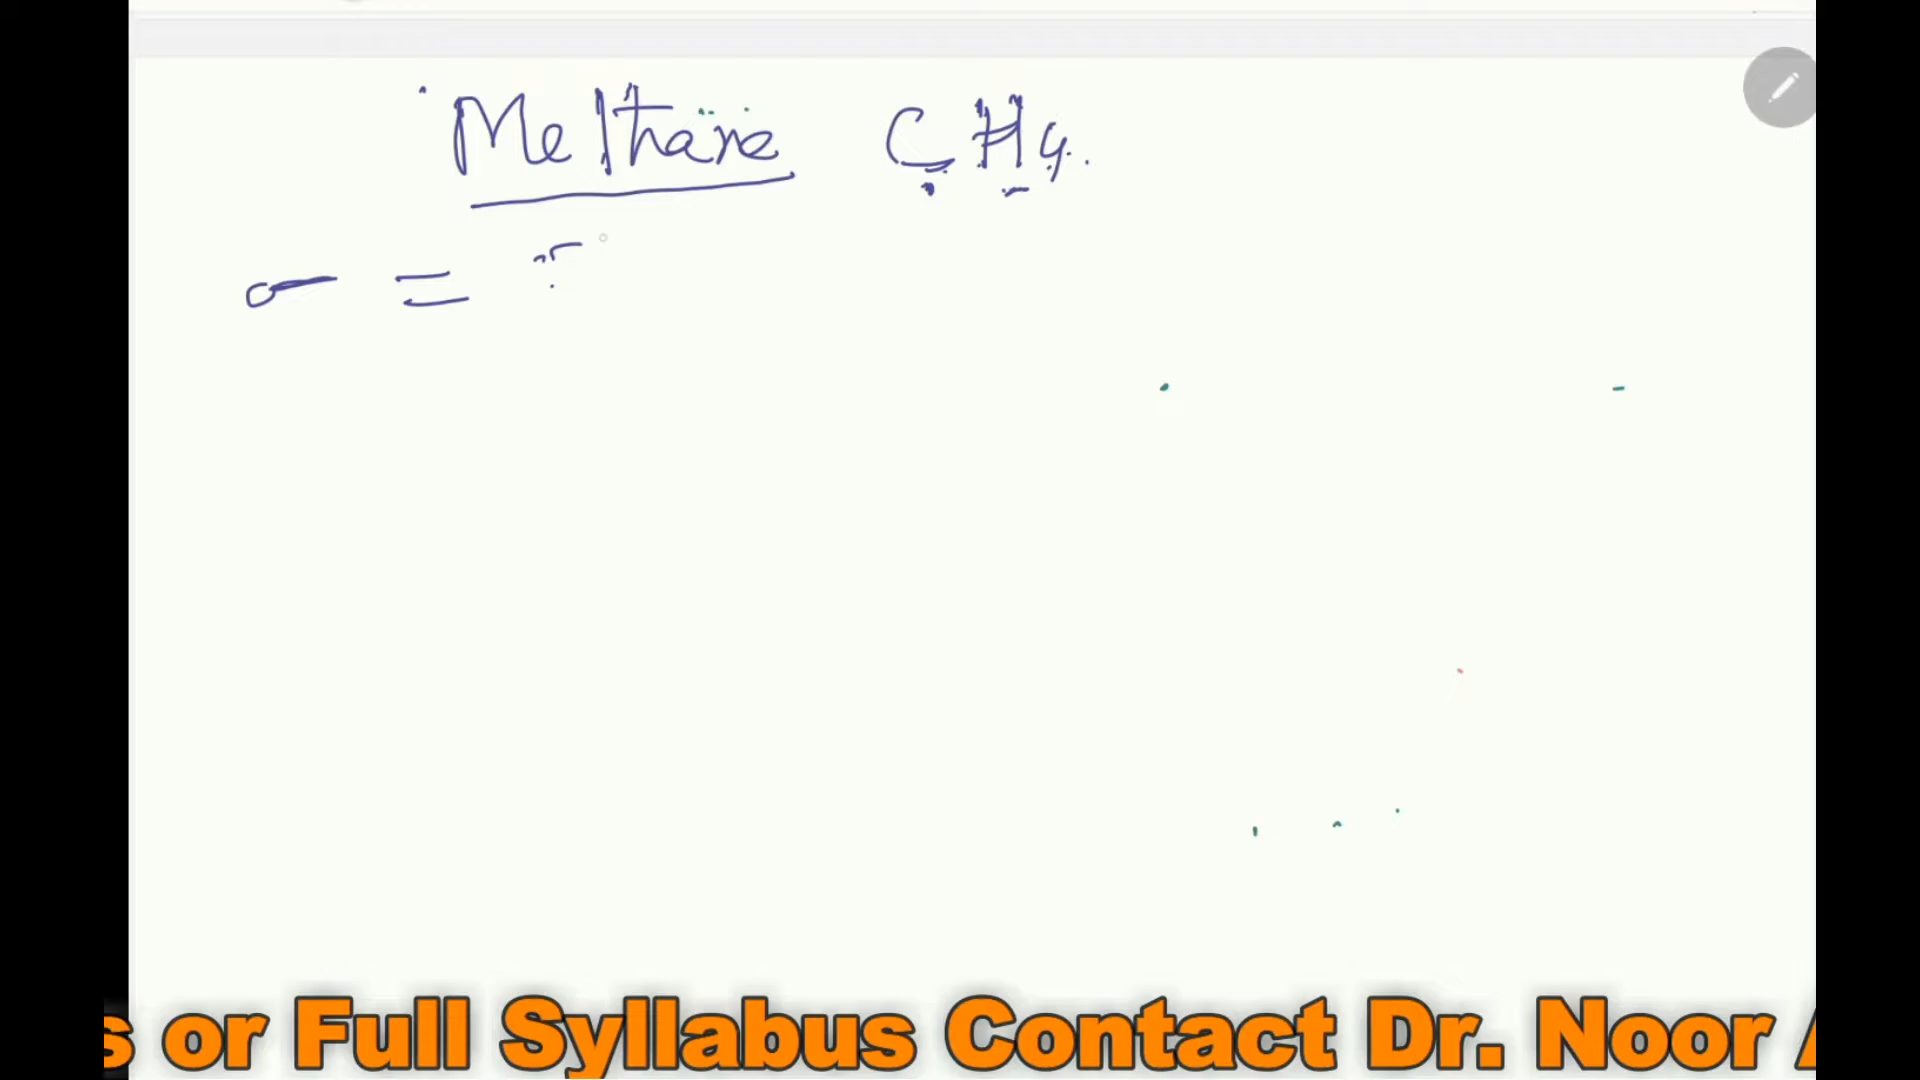 Methane CH4.
σ =
s or Full Syllabus Contact Dr. Noor A